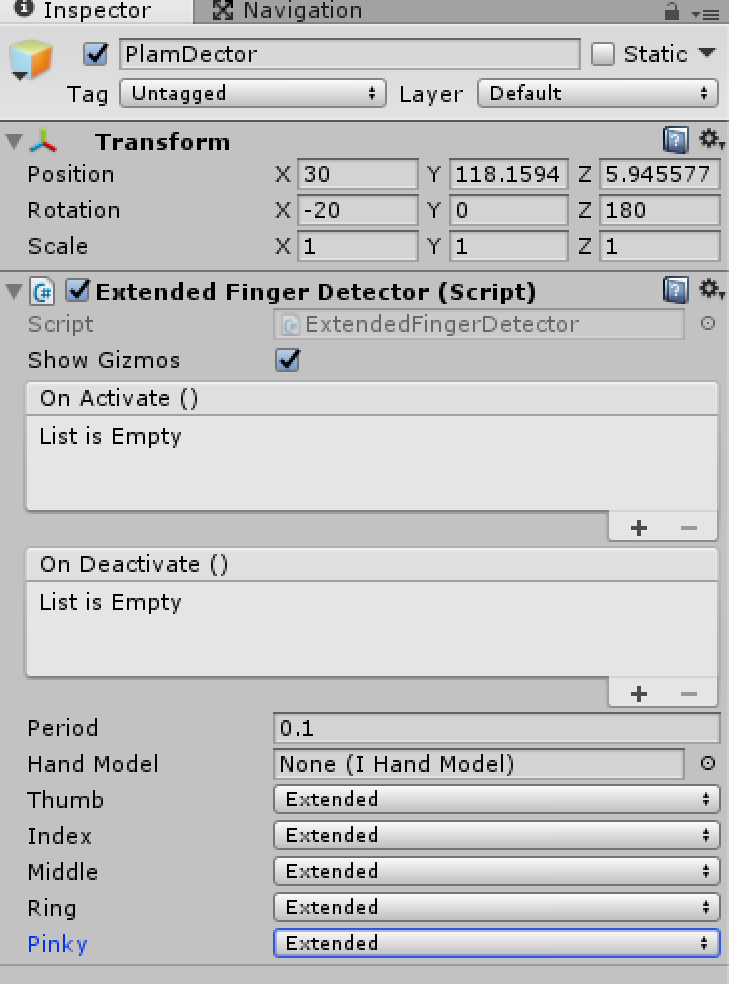 Inspector Navigation
PlamDector Static
Tag Untagged Layer Default
Transform
Position X 30 Y 118.1594 Z 5.945577
Rotation X -20 Y 0 Z 180
Scale X 1 Y 1 Z 1
Extended Finger Detector (Script)
Script ExtendedFingerDetector
Show Gizmos
On Activate ()
List is Empty
+ −
On Deactivate ()
List is Empty
+ −
Period 0.1
Hand Model None (I Hand Model)
Thumb Extended
Index Extended
Middle Extended
Ring Extended
Pinky Extended